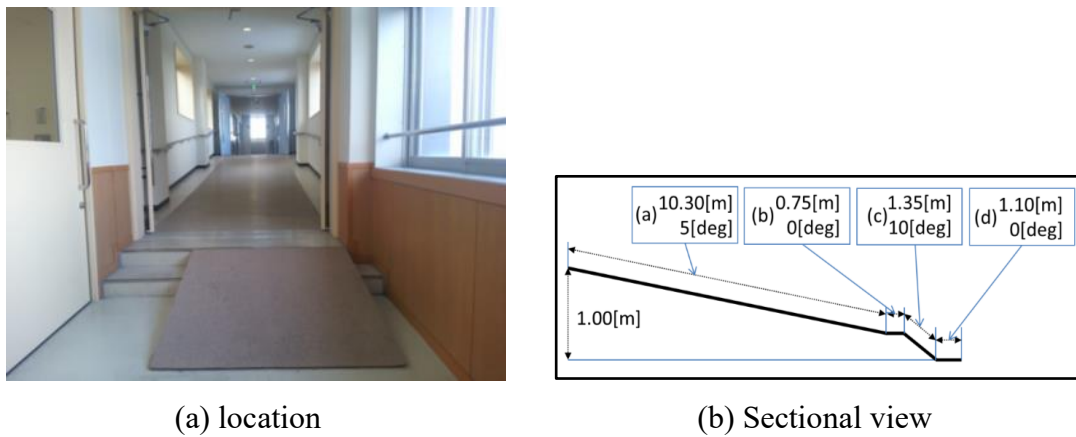 (a) 10.30[m]
5[deg]
(b) 0.75[m]
0[deg]
(c) 1.35[m]
10[deg]
(d) 1.10[m]
0[deg]
1.00[m]
(a) location
(b) Sectional view